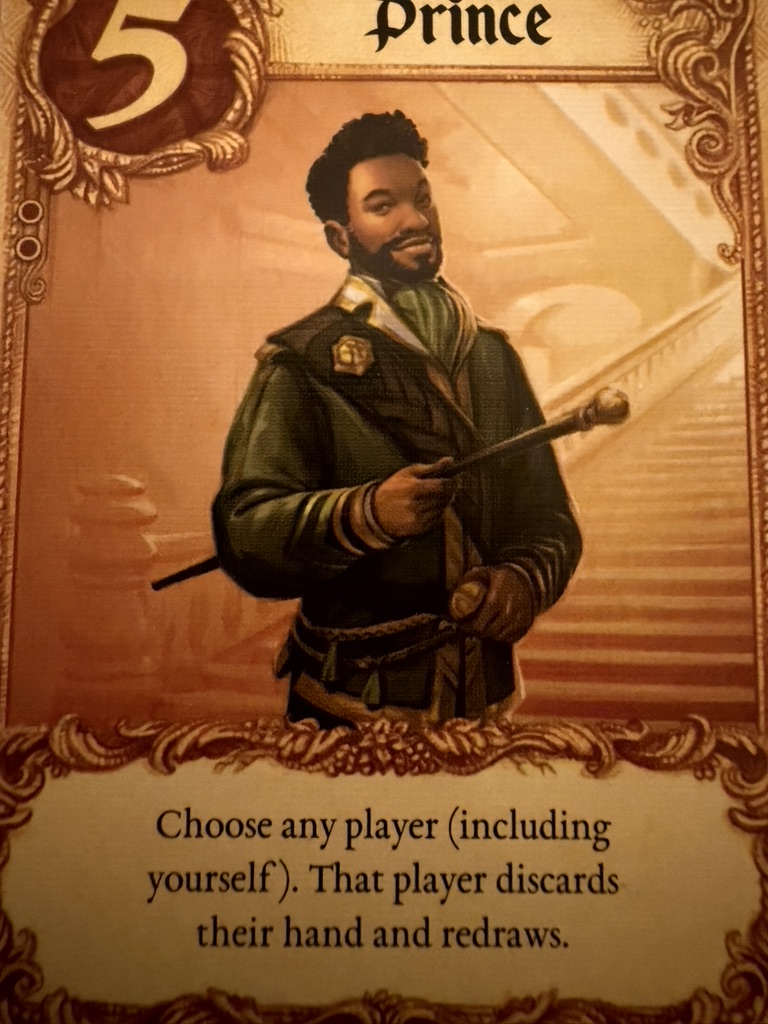 5
Prince
Choose any player (including
yourself). That player discards
their hand and redraws.